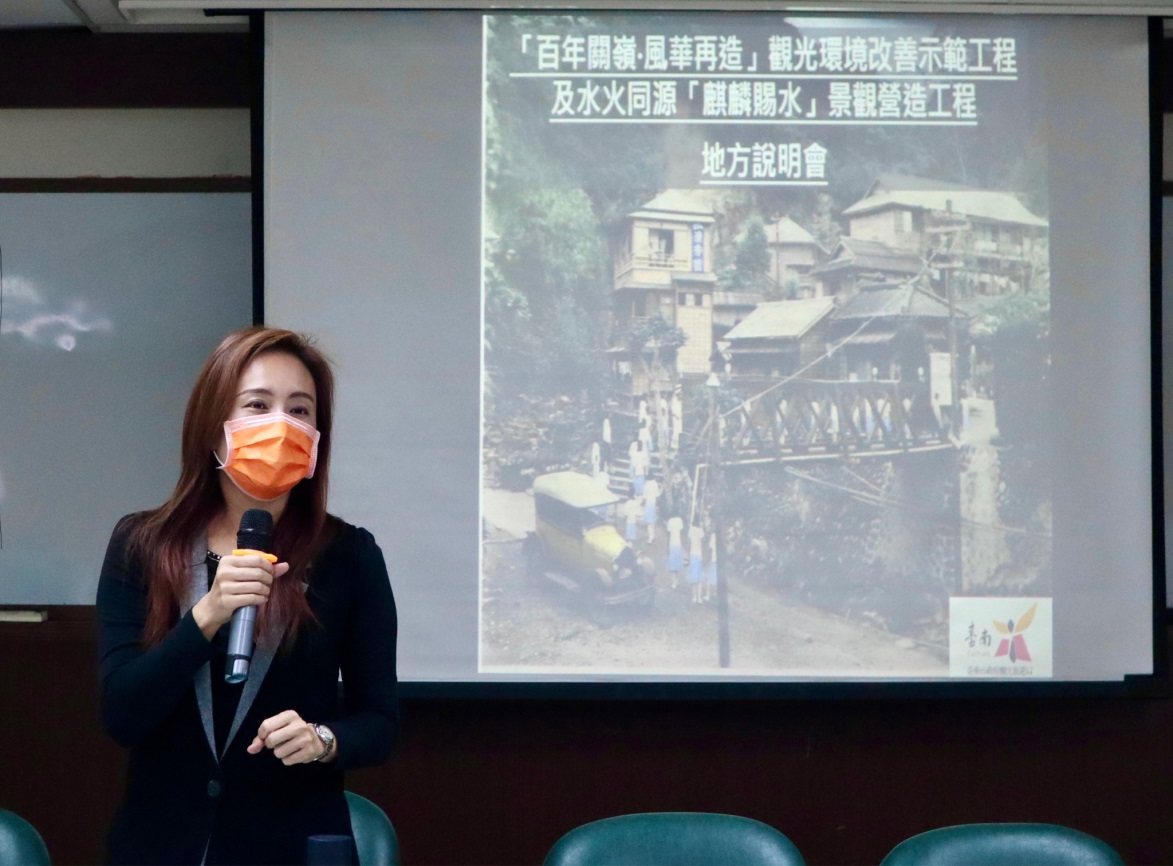 「百年關嶺‧風華再造」觀光環境改善示範工程
及水火同源「麒麟賜水」景觀營造工程
地方說明會
臺南